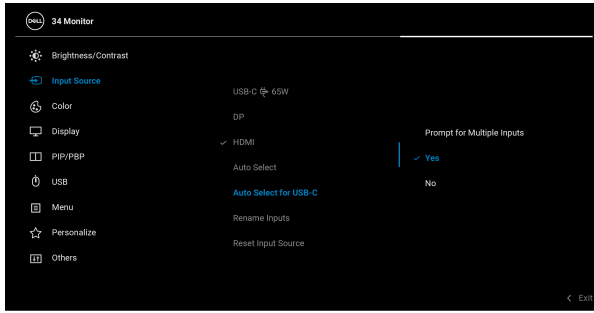 DELL 34 Monitor
Brightness/Contrast
Input Source
Color
Display
PIP/PBP
USB
Menu
Personalize
Others
USB-C 65W
DP
HDMI
Auto Select
Auto Select for USB-C
Rename Inputs
Reset Input Source
Prompt for Multiple Inputs
Yes
No
Exit